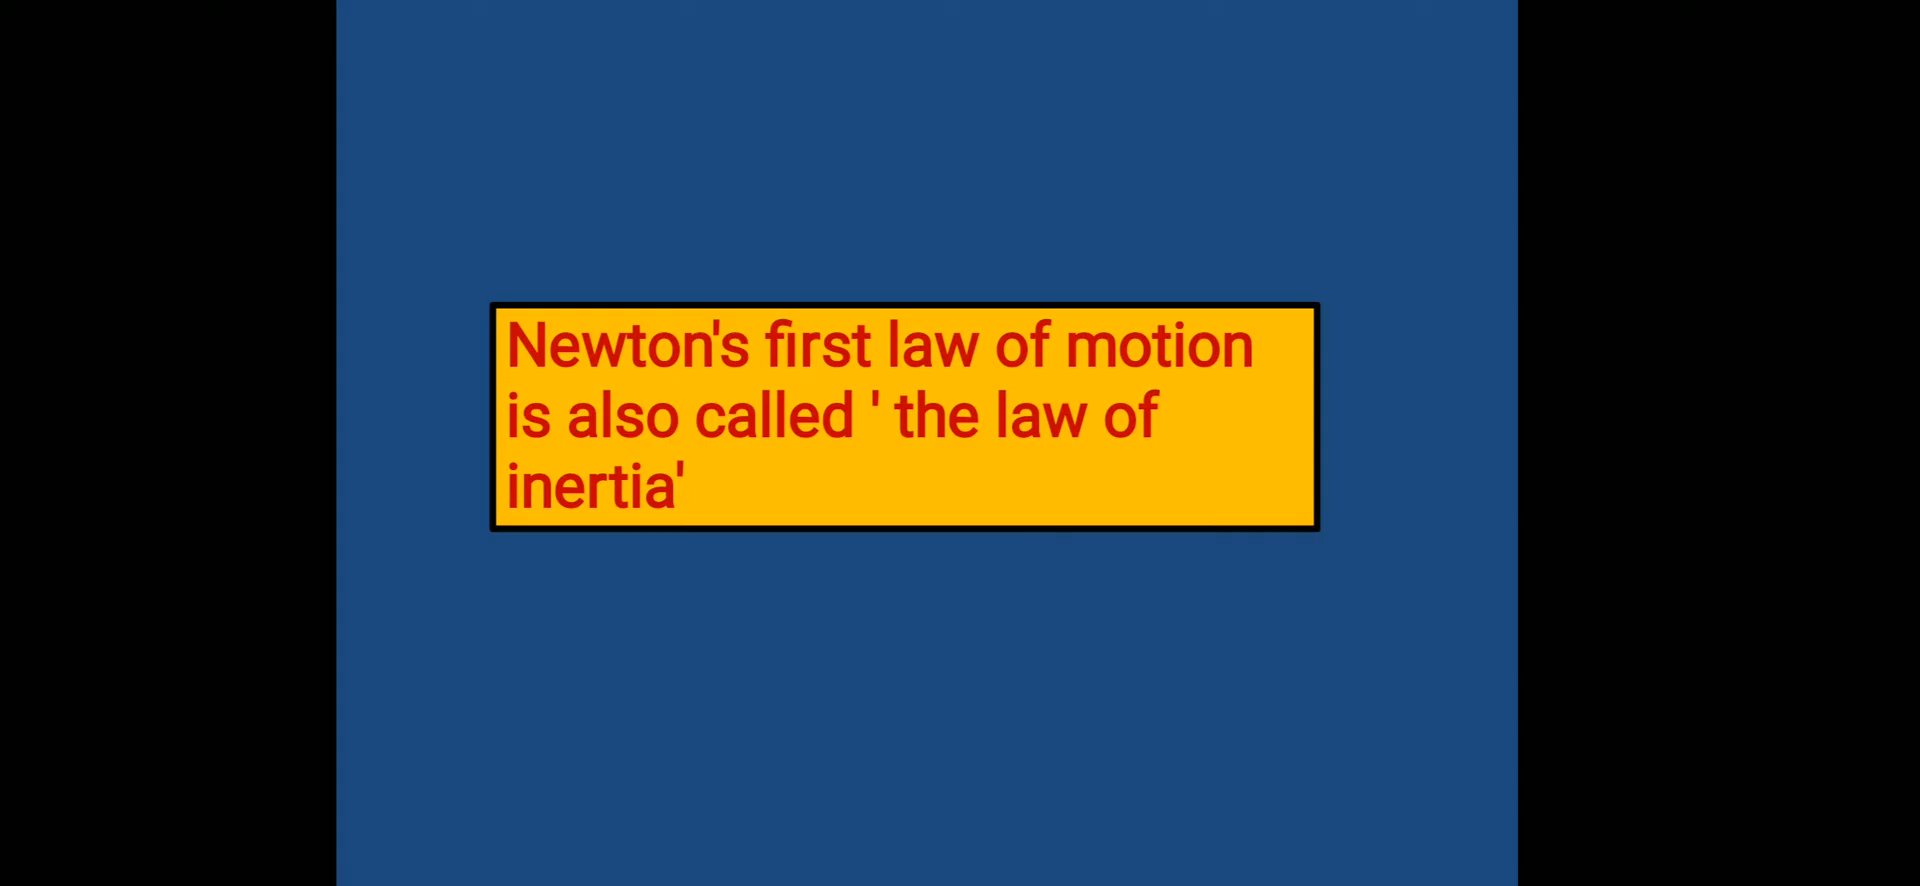 Newton's first law of motion
is also called ' the law of
inertia'